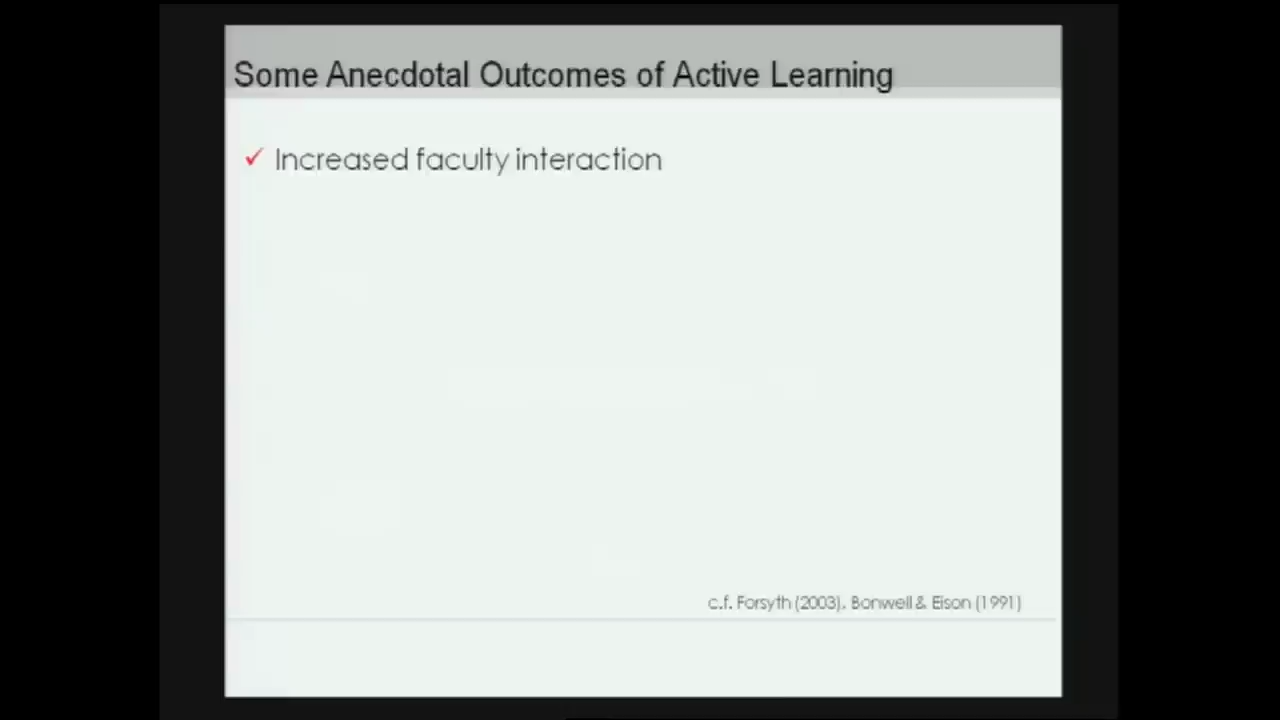 Some Anecdotal Outcomes of Active Learning
✓ Increased faculty interaction
c.f. Forsyth (2003), Bonwell & Eison (1991)